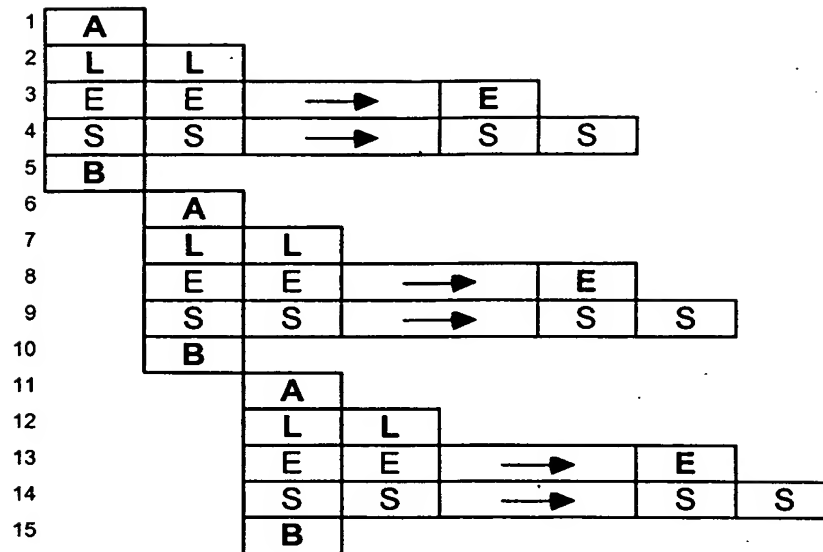 1 A
2 L L
3 E E E
4 S S S S
5 B
6 A
7 L L
8 E E E
9 S S S S
10 B
11 A
12 L L
13 E E E
14 S S S S
15 B